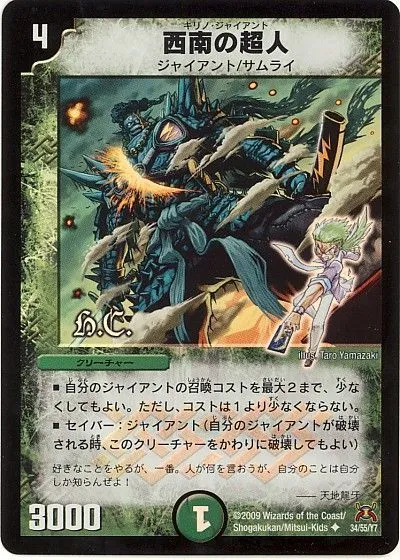 4
キリノ・ジャイアント
西南の超人
ジャイアント/サムライ
H.C.
illus. Taro Yamazaki
クリーチャー
■ 自分のジャイアントの召喚コストを最大2まで、少な
くしてもよい。ただし、コストは1より少なくならない。
■ セイバー：ジャイアント（自分のジャイアントが破壊
される時、このクリーチャーをかわりに破壊してもよい）
好きなことをやるが、一番。人が何を言おうが、自分のことは自分
しか知りませんしな！
—— 天地龍牙
3000
1
©2009 Wizards of the Coast/
Shogakukan/Mitsui-Kids
34/55/Y7